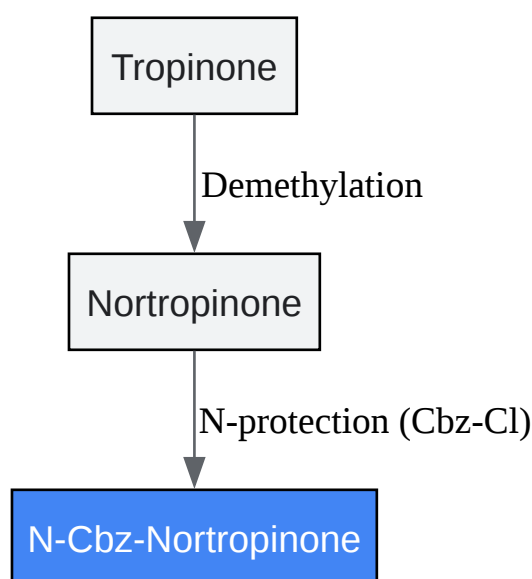 Tropinone
Demethylation
Nortropinone
N-protection (Cbz-Cl)
N-Cbz-Nortropinone